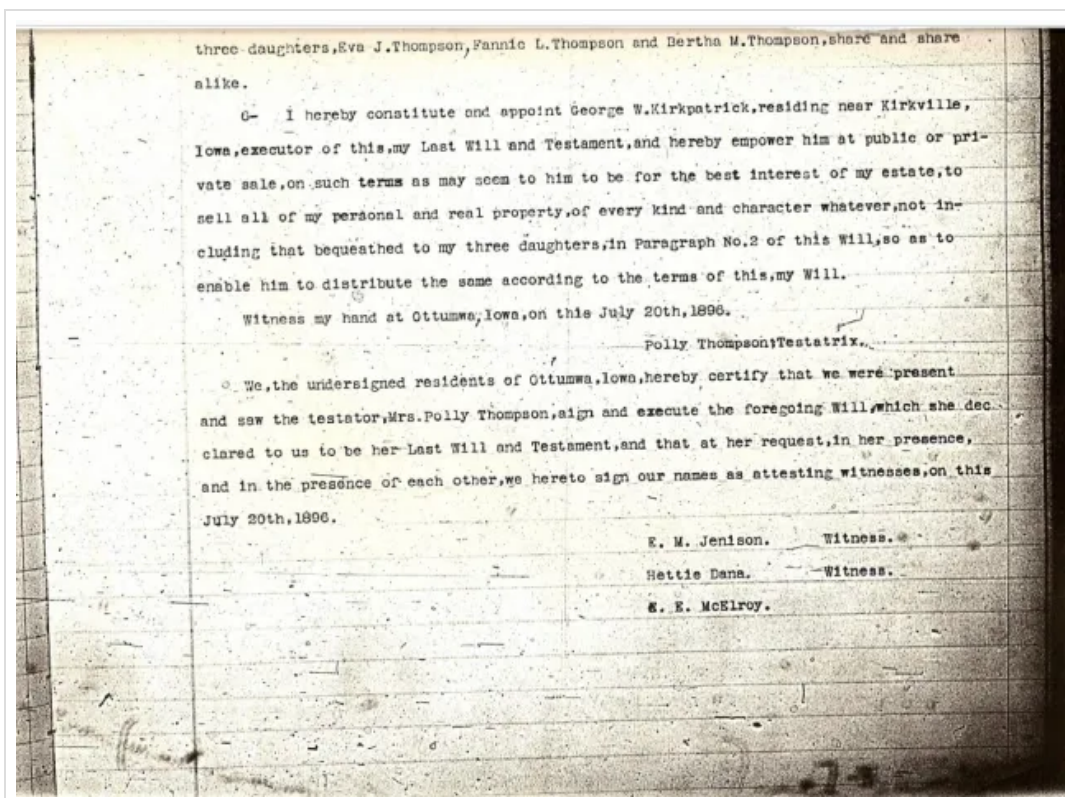 three daughters,Eva J.Thompson,Fannie L.Thompson and Bertha M.Thompson,share and share
alike.
6- I hereby constitute and appoint George W.Kirkpatrick,residing near Kirkville,
Iowa,executor of this,my Last Will and Testament,and hereby empower him at public or pri-
vate sale,on such terms as may seem to him to be for the best interest of my estate,to
sell all of my personal and real property,of every kind and character whatever,not in-
cluding that bequeathed to my three daughters,in Paragraph No.2 of this Will,so as to
enable him to distribute the same according to the terms of this,my Will.
Witness my hand at Ottumwa,Iowa,on this July 20th,1896.
Polly Thompson,Testatrix.
We,the undersigned residents of Ottumwa,Iowa,hereby certify that we were present
and saw the testator,Mrs.Polly Thompson,sign and execute the foregoing Will,which she dec
clared to us to be her Last Will and Testament,and that at her request,in her presence,
and in the presence of each other,we hereto sign our names as attesting witnesses,on this
July 20th,1896.
E. M. Jenison. Witness.
Hettie Dana. Witness.
E. E. McElroy.